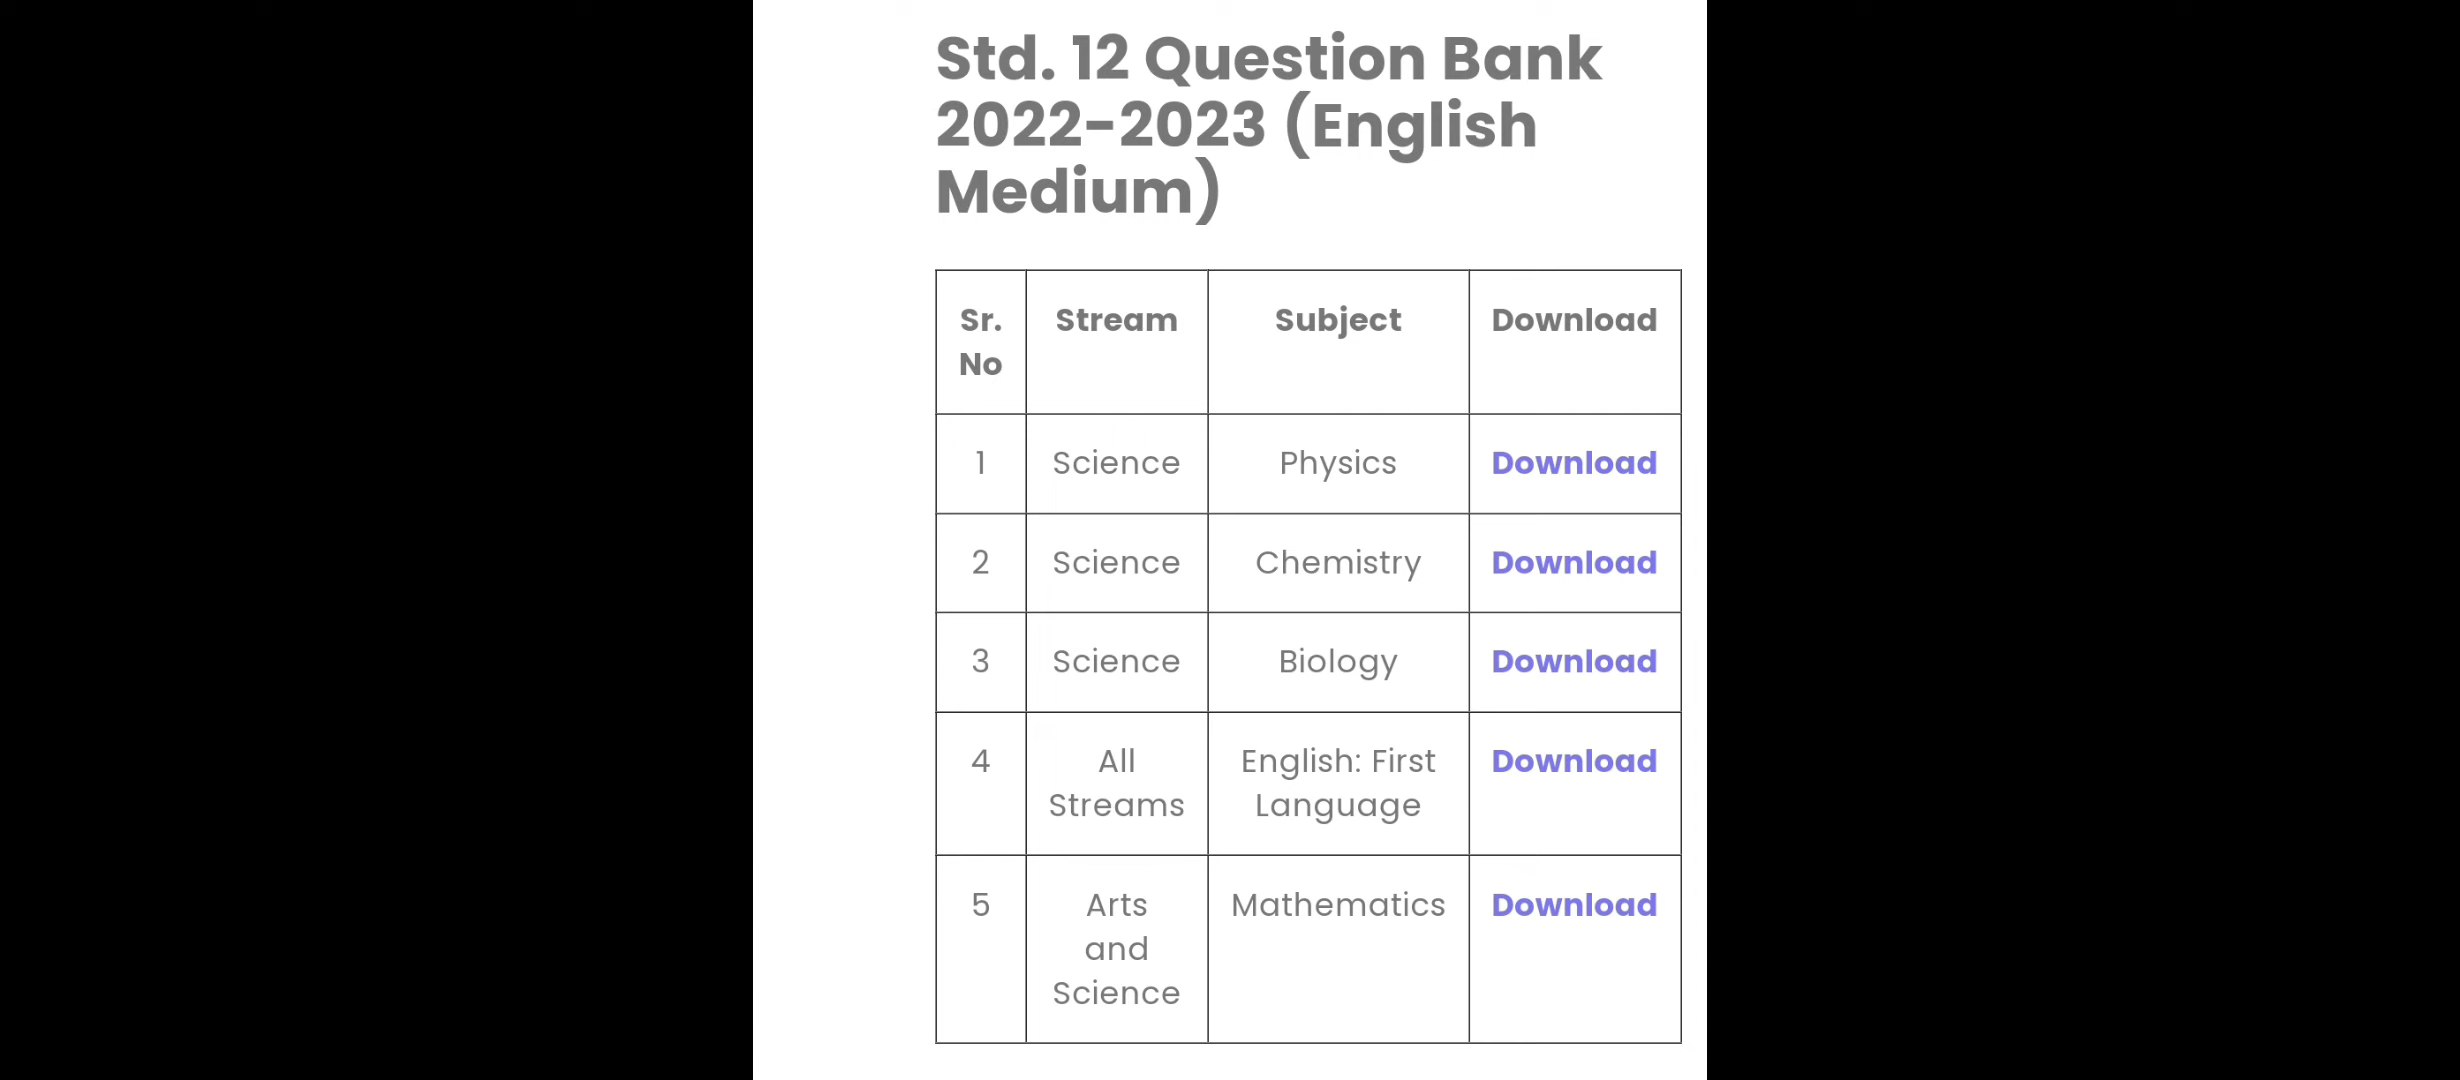 Std. 12 Question Bank
2022-2023 (English
Medium)
Sr. No Stream Subject Download
1 Science Physics Download
2 Science Chemistry Download
3 Science Biology Download
4 All Streams English: First Language Download
5 Arts and Science Mathematics Download